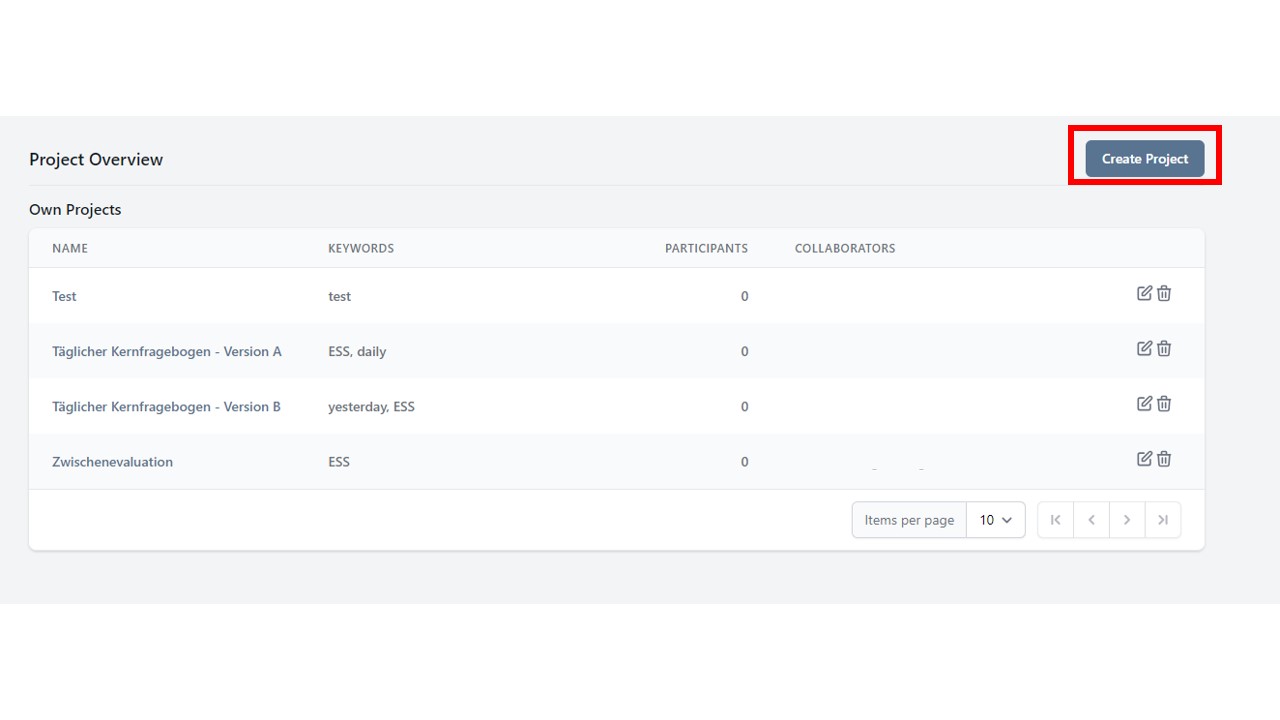 Project Overview
Create Project
Own Projects
NAME KEYWORDS PARTICIPANTS COLLABORATORS
Test test 0
Täglicher Kernfragebogen - Version A ESS, daily 0
Täglicher Kernfragebogen - Version B yesterday, ESS 0
Zwischenevaluation ESS 0
Items per page 10